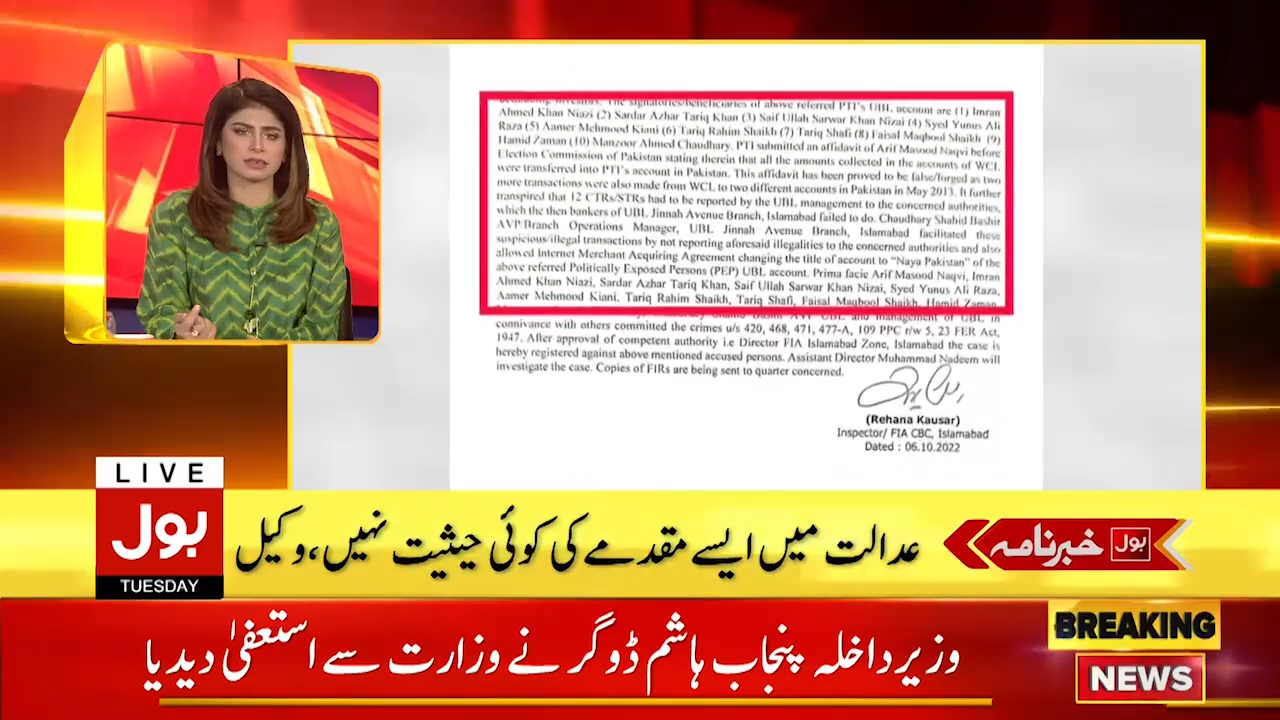 defrauding investors. The signatories/beneficiaries of above referred PTI's UBL account are (1) Imran
Ahmed Khan Niazi (2) Sardar Azhar Tariq Khan (3) Saif Ullah Sarwar Khan Nizai (4) Syed Yunus Ali
Raza (5) Aamer Mehmood Kiani (6) Tariq Rahim Shaikh (7) Tariq Shafi (8) Faisal Maqbool Shaikh (9)
Hamid Zaman (10) Manzoor Ahmed Chaudhary. PTI submitted an affidavit of Arif Masood Naqvi before
Election Commission of Pakistan stating therein that all the amounts collected in the accounts of WCL
were transferred into PTI's account in Pakistan. This affidavit has been proved to be false/forged as two
more transactions were also made from WCL to two different accounts in Pakistan in May 2013. It further
transpired that 12 CTRs/STRs had to be reported by the UBL management to the concerned authorities,
which the then bankers of UBL Jinnah Avenue Branch, Islamabad failed to do. Chaudhary Shahid Bashir
AVP/Branch Operations Manager, UBL Jinnah Avenue Branch, Islamabad facilitated these
suspicious/illegal transactions by not reporting aforesaid illegalities to the concerned authorities and also
allowed Internet Merchant Acquiring Agreement changing the title of account to "Naya Pakistan" of the
above referred Politically Exposed Persons (PEP) UBL account. Prima facie Arif Masood Naqvi, Imran
Ahmed Khan Niazi, Sardar Azhar Tariq Khan, Saif Ullah Sarwar Khan Nizai, Syed Yunus Ali Raza,
Aamer Mehmood Kiani, Tariq Rahim Shaikh, Tariq Shafi, Faisal Maqbool Shaikh, Hamid Zaman,
Shahid Bashir AVP UBL and management of UBL in
connivance with others committed the crimes u/s 420, 468, 471, 477-A, 109 PPC r/w 5, 23 FER Act,
1947. After approval of competent authority i.e Director FIA Islamabad Zone, Islamabad the case is
hereby registered against above mentioned accused persons. Assistant Director Muhammad Nadeem will
investigate the case. Copies of FIRs are being sent to quarter concerned.
(Rehana Kausar)
Inspector/ FIA CBC, Islamabad
Dated : 06.10.2022
LIVE
بول
TUESDAY
بول خبرنامہ
عدالت میں ایسے مقدمے کی کوئی حیثیت نہیں، وکیل
BREAKING
NEWS
وزیرداخلہ پنجاب ہاشم ڈوگر نے وزارت سے استعفیٰ دیدیا